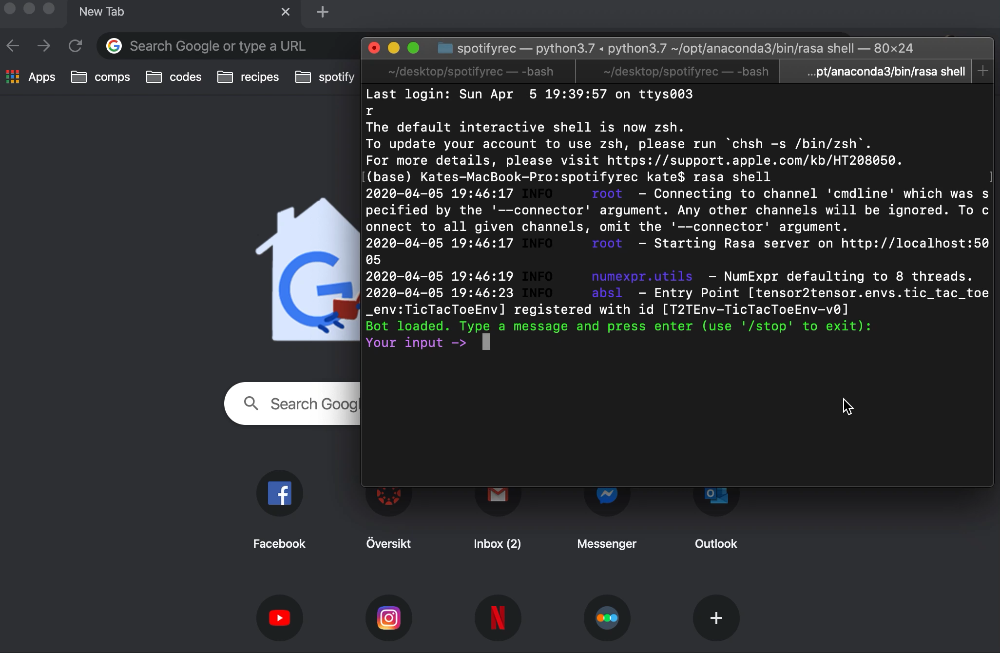 New Tab
Search Google or type a URL
Apps comps codes recipes spotify
spotifyrec — python3.7 ◂ python3.7 ~/opt/anaconda3/bin/rasa shell — 80×24
~/desktop/spotifyrec — -bash ~/desktop/spotifyrec — -bash ...pt/anaconda3/bin/rasa shell
Last login: Sun Apr  5 19:39:57 on ttys003
r
The default interactive shell is now zsh.
To update your account to use zsh, please run `chsh -s /bin/zsh`.
For more details, please visit https://support.apple.com/kb/HT208050.
[(base) Kates-MacBook-Pro:spotifyrec kate$ rasa shell ]
2020-04-05 19:46:17 INFO     root  - Connecting to channel 'cmdline' which was s
pecified by the '--connector' argument. Any other channels will be ignored. To c
onnect to all given channels, omit the '--connector' argument.
2020-04-05 19:46:17 INFO     root  - Starting Rasa server on http://localhost:50
05
2020-04-05 19:46:19 INFO     numexpr.utils  - NumExpr defaulting to 8 threads.
2020-04-05 19:46:23 INFO     absl  - Entry Point [tensor2tensor.envs.tic_tac_toe
_env:TicTacToeEnv] registered with id [T2TEnv-TicTacToeEnv-v0]
Bot loaded. Type a message and press enter (use '/stop' to exit):
Your input ->
Search Googl
Facebook Översikt Inbox (2) Messenger Outlook